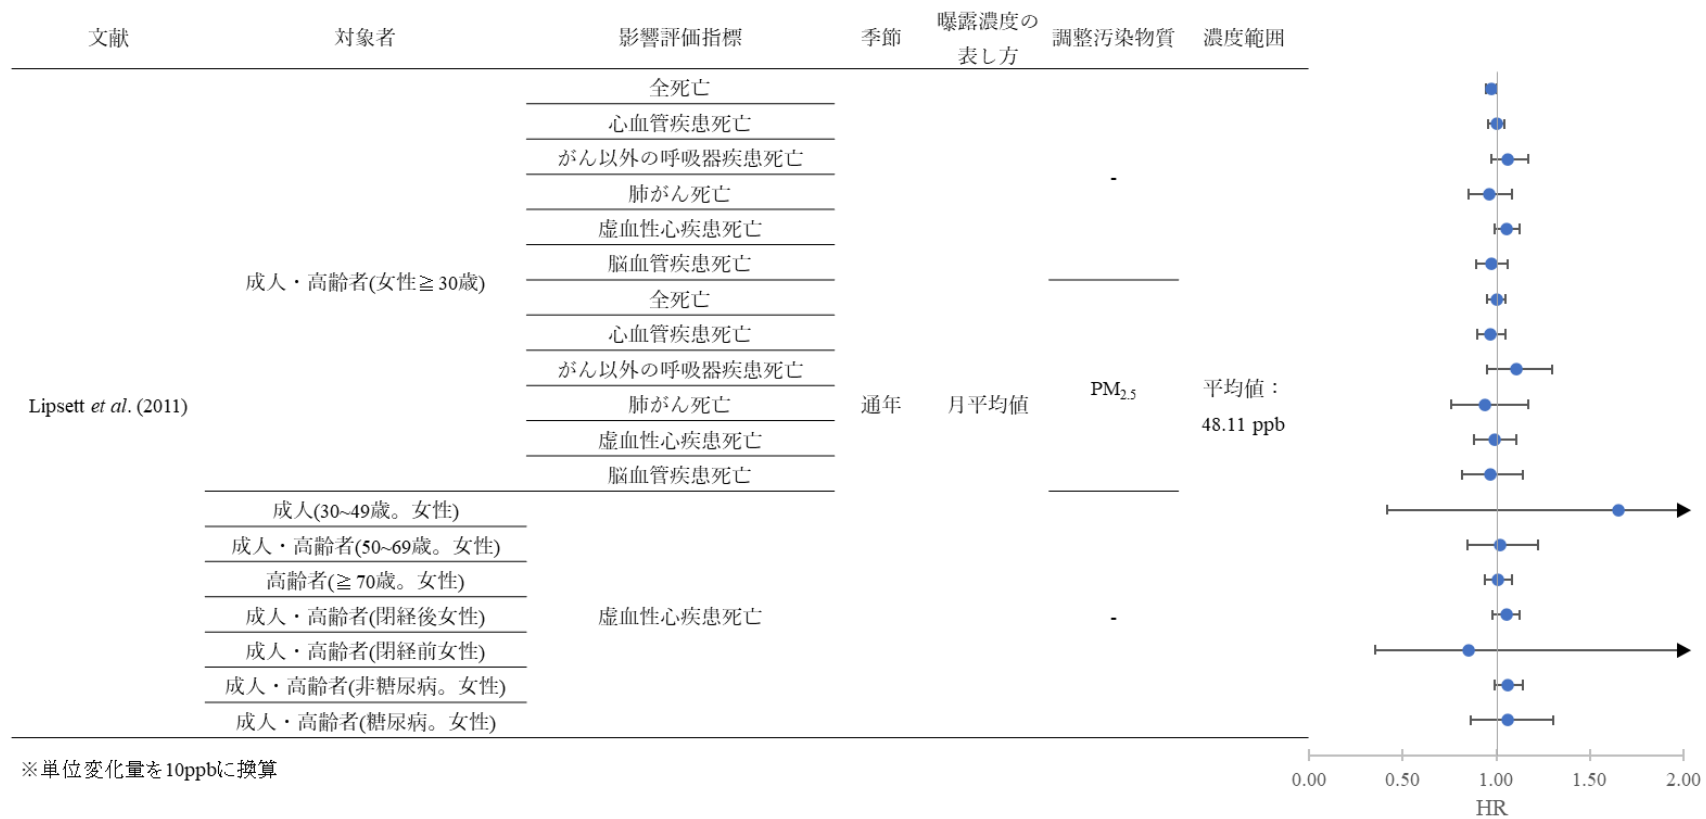 文献 対象者 影響評価指標 季節 曝露濃度の表し方 調整汚染物質 濃度範囲
全死亡
心血管疾患死亡
がん以外の呼吸器疾患死亡
肺がん死亡
-
虚血性心疾患死亡
脳血管疾患死亡
成人・高齢者(女性≧30歳)
全死亡
心血管疾患死亡
がん以外の呼吸器疾患死亡
Lipsett et al. (2011) 肺がん死亡 通年 月平均値 PM2.5 平均値：
48.11 ppb
虚血性心疾患死亡
脳血管疾患死亡
成人(30~49歳。女性)
成人・高齢者(50~69歳。女性)
高齢者(≧70歳。女性)
成人・高齢者(閉経後女性) 虚血性心疾患死亡 -
成人・高齢者(閉経前女性)
成人・高齢者(非糖尿病。女性)
成人・高齢者(糖尿病。女性)
※単位変化量を10ppbに換算
0.00 0.50 1.00 1.50 2.00
HR